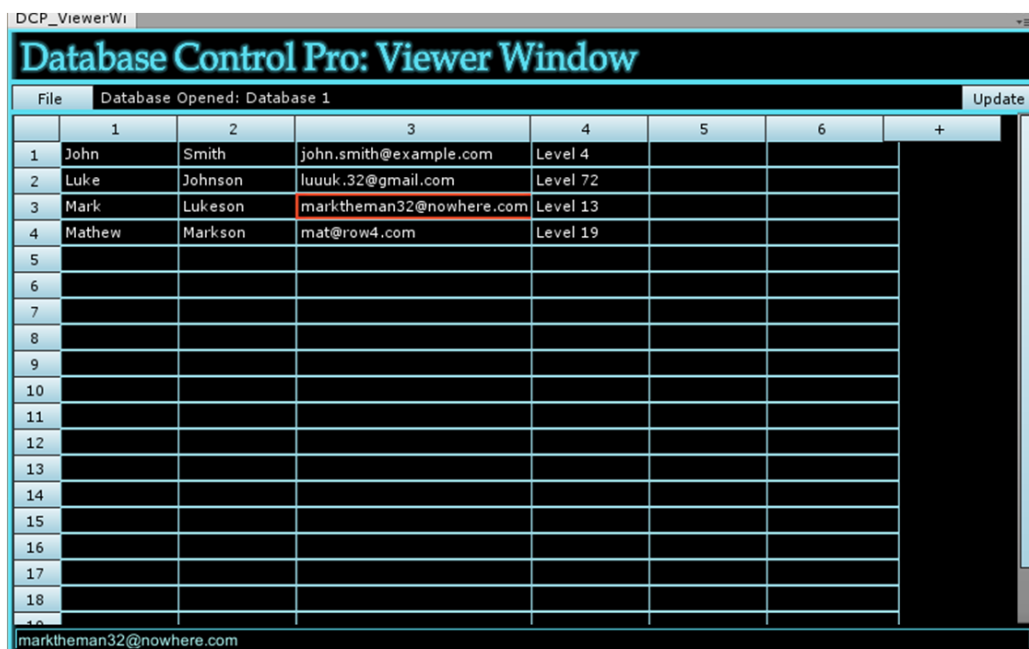 DCP_ViewerWi
Database Control Pro: Viewer Window
File Database Opened: Database 1 Update
1 2 3 4 5 6 +
1 John Smith john.smith@example.com Level 4
2 Luke Johnson luuuk.32@gmail.com Level 72
3 Mark Lukeson marktheman32@nowhere.com Level 13
4 Mathew Markson mat@row4.com Level 19
5
6
7
8
9
10
11
12
13
14
15
16
17
18
marktheman32@nowhere.com